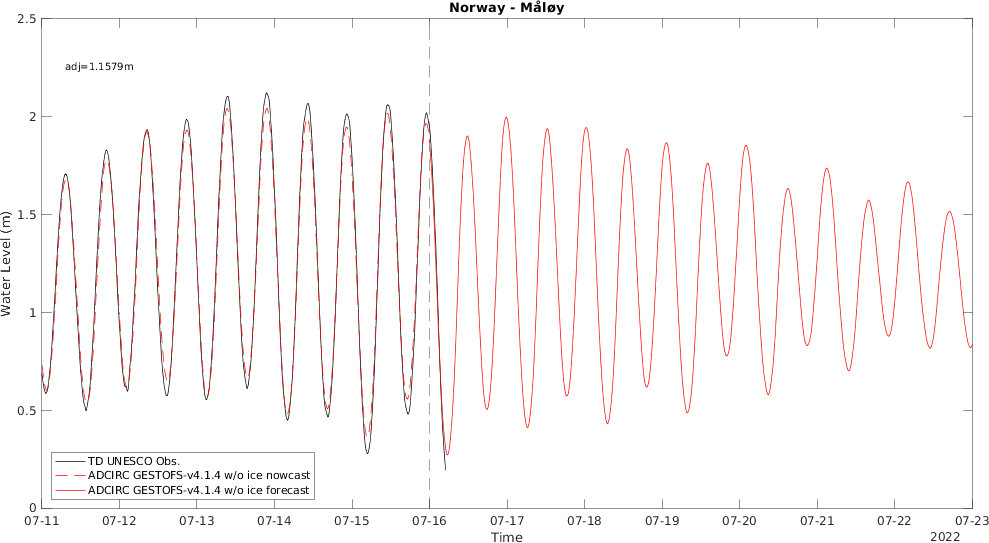 Norway - Måløy
2.5
adj=1.1579m
2
1.5
Water Level (m)
1
0.5
TD UNESCO Obs.
ADCIRC GESTOFS-v4.1.4 w/o ice nowcast
ADCIRC GESTOFS-v4.1.4 w/o ice forecast
0
07-11 07-12 07-13 07-14 07-15 07-16 07-17 07-18 07-19 07-20 07-21 07-22 07-23
Time
2022